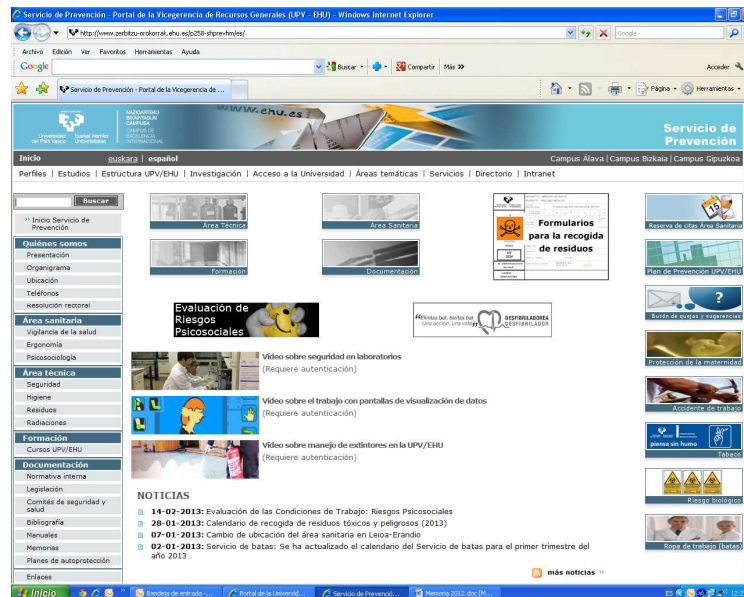 Servicio de Prevención - Portal de la Vicegerencia de Recursos Generales (UPV - EHU) - Windows Internet Explorer
http://www.zerbitzu-orokorrak.ehu.es/p258-shprevhm/es/
Google
Archivo Edición Ver Favoritos Herramientas Ayuda
Google Buscar Compartir Más » Acceder
Servicio de Prevención - Portal de la Vicegerencia de ...
Página Herramientas
Universidad del País Vasco
Euskal Herriko Unibertsitatea
NAZIOARTEKO BIKAINTASUN CAMPUSA
CAMPUS DE EXCELENCIA INTERNACIONAL
www.ehu.es
Servicio de
Prevención
Inicio euskara | español Campus Álava | Campus Bizkaia | Campus Gipuzkoa
Perfiles | Estudios | Estructura UPV/EHU | Investigación | Acceso a la Universidad | Áreas temáticas | Servicios | Directorio | Intranet
Buscar
» Inicio Servicio de
Prevención
Quiénes somos
Presentación
Organigrama
Ubicación
Teléfonos
Resolución rectoral
Área sanitaria
Vigilancia de la salud
Ergonomía
Psicosociología
Área técnica
Seguridad
Higiene
Residuos
Radiaciones
Formación
Cursos UPV/EHU
Documentación
Normativa interna
Legislación
Comités de seguridad y
salud
Bibliografía
Manuales
Memorias
Planes de autoprotección
Enlaces
Área Técnica
Área Sanitaria
Formación
Documentación
Formularios
para la recogida
de residuos
Evaluación de
Riesgos
Psicosociales
"Ekintza bat, bizitza bat
Una acción, una vida"
DESFIBRILADOREA
DESFIBRILADOR
Vídeo sobre seguridad en laboratorios
(Requiere autenticación)
Vídeo sobre el trabajo con pantallas de visualización de datos
(Requiere autenticación)
Vídeo sobre manejo de extintores en la UPV/EHU
(Requiere autenticación)
NOTICIAS
14-02-2013: Evaluación de las Condiciones de Trabajo: Riesgos Psicosociales
28-01-2013: Calendario de recogida de residuos tóxicos y peligrosos (2013)
07-01-2013: Cambio de ubicación del área sanitaria en Leioa-Erandio
02-01-2013: Servicio de batas: Se ha actualizado el calendario del Servicio de batas para el primer trimestre del
año 2013
más noticias »
Reserva de citas Área Sanitaria
Plan de Prevención UPV/EHU
Buzón de quejas y sugerencias
Protección de la maternidad
Accidente de trabajo
piensa sin humo
Tabaco
Riesgo biológico
Ropa de trabajo (batas)
Inicio
Bandeja de entrada -...
Portal de la Universid...
Servicio de Prevenció...
Memoria 2012.doc [M...
ES